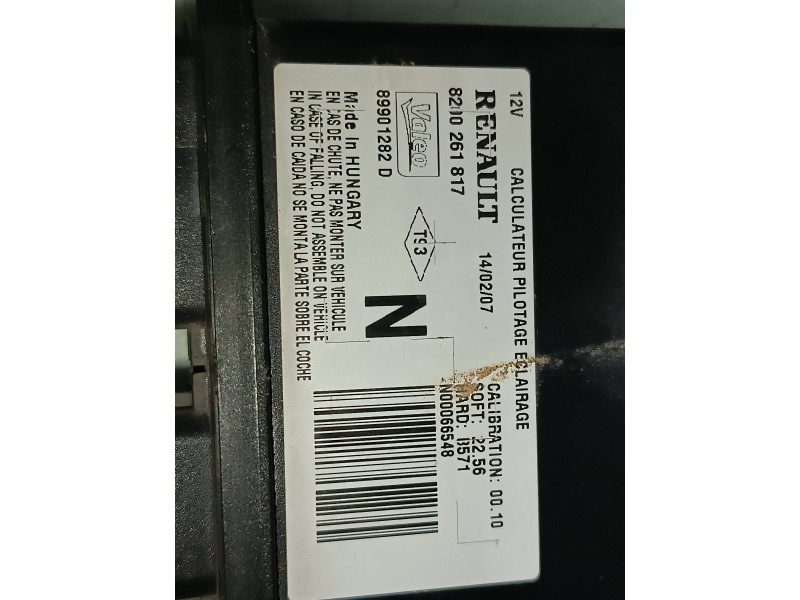 12V CALCULATEUR PILOTAGE ECLAIRAGE
RENAULT 14/02/07 CALIBRATION: 00.10
8200 261 817 SOFT: 22.56
HARD: B571
Valeo T93 N N00066548
89901282 D
Made In HUNGARY
EN CAS DE CHUTE, NE PAS MONTER SUR VEHICULE
IN CASE OF FALLING, DO NOT ASSEMBLE ON VEHICLE
EN CASO DE CAIDA NO SE MONTA LA PARTE SOBRE EL COCHE